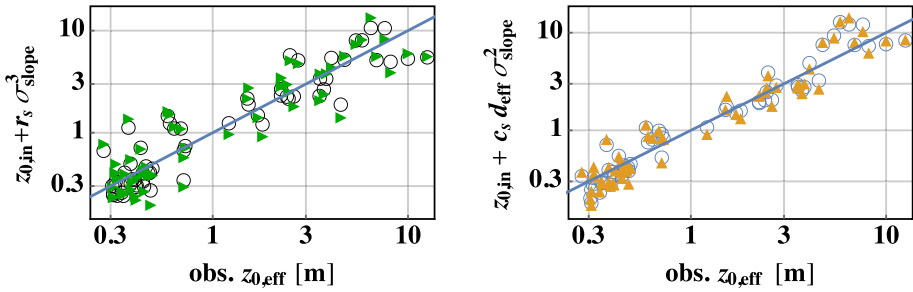 10
3
1
0.3
z0,in+rs σ³slope
0.3 1 3 10
obs. z0,eff [m]
10
3
1
0.3
z0,in + cs deff σ²slope
0.3 1 3 10
obs. z0,eff [m]